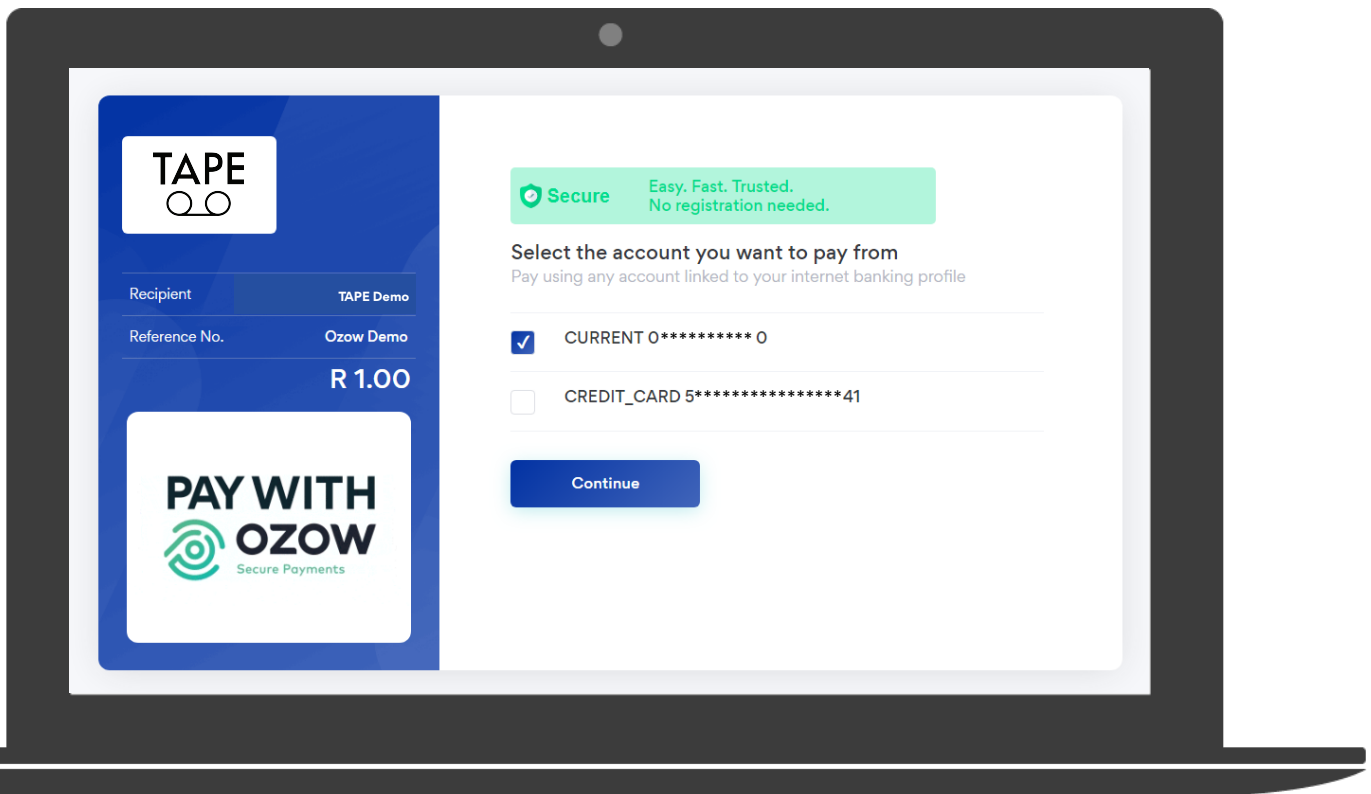 TAPE
Recipient TAPE Demo
Reference No. Ozow Demo
R 1.00
PAY WITH
OZOW
Secure Payments
Secure
Easy. Fast. Trusted.
No registration needed.
Select the account you want to pay from
Pay using any account linked to your internet banking profile
CURRENT 0********** 0
CREDIT_CARD 5****************41
Continue